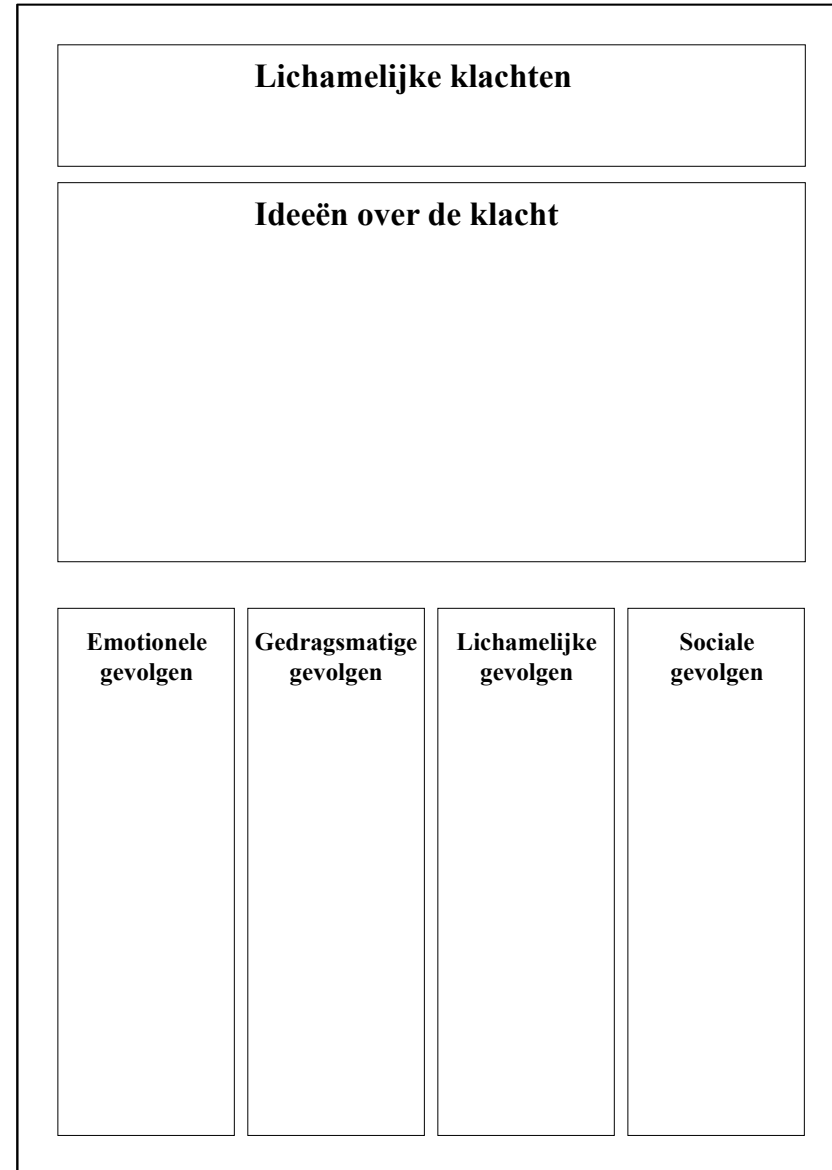 Lichamelijke klachten
Ideeën over de klacht
Emotionele
gevolgen
Gedragsmatige
gevolgen
Lichamelijke
gevolgen
Sociale
gevolgen